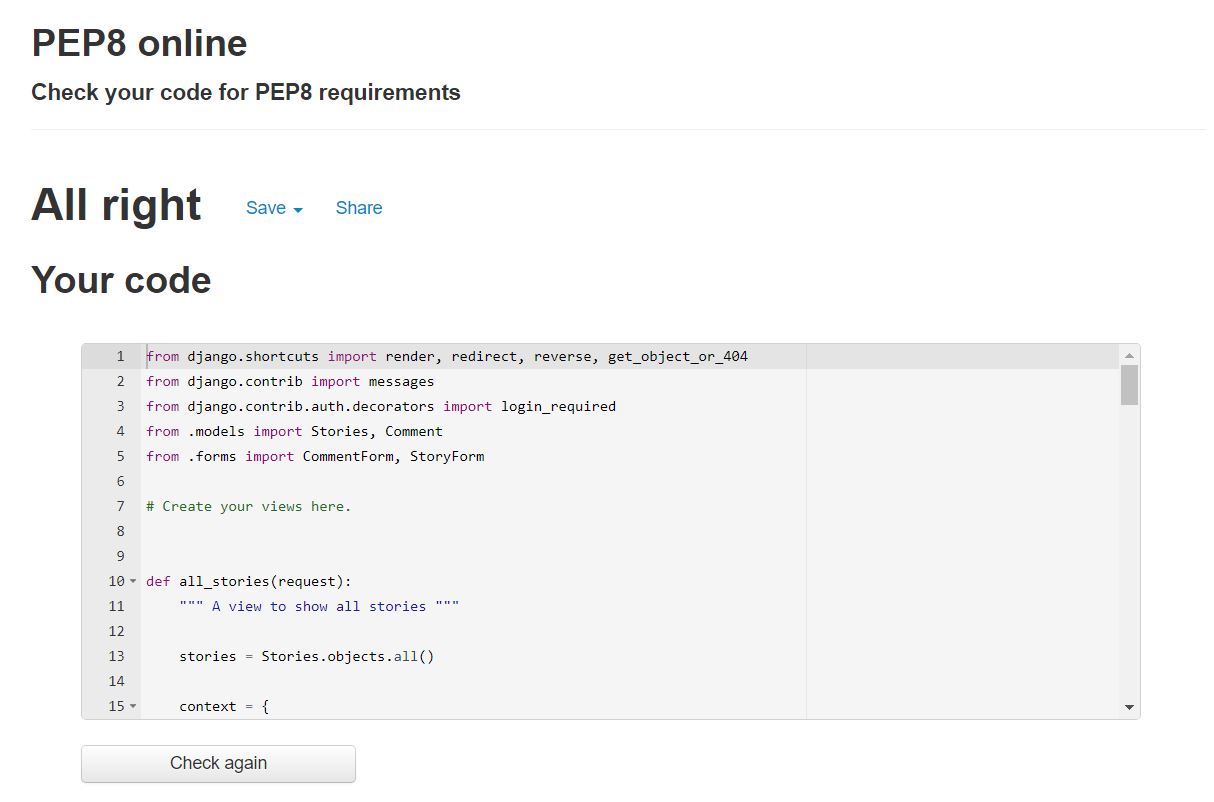 PEP8 online
Check your code for PEP8 requirements
All right Save Share
Your code
1 from django.shortcuts import render, redirect, reverse, get_object_or_404
2 from django.contrib import messages
3 from django.contrib.auth.decorators import login_required
4 from .models import Stories, Comment
5 from .forms import CommentForm, StoryForm
6
7 # Create your views here.
8
9
10 def all_stories(request):
11     """ A view to show all stories """
12
13     stories = Stories.objects.all()
14
15     context = {
Check again